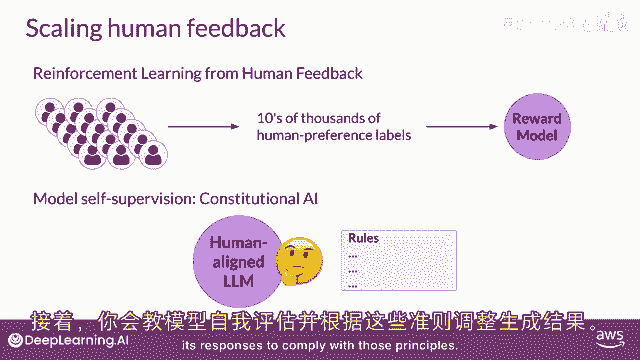 Scaling human feedback
Reinforcement Learning from Human Feedback
10's of thousands of
human-preference labels
Reward
Model
Model self-supervision: Constitutional AI
Human-
aligned
LLM
Rules
...
...
...
接着，你会教模型自我评估并根据这些准则调整生成结果。
its responses to comply with those principles.
DeepLearning.AI
aws